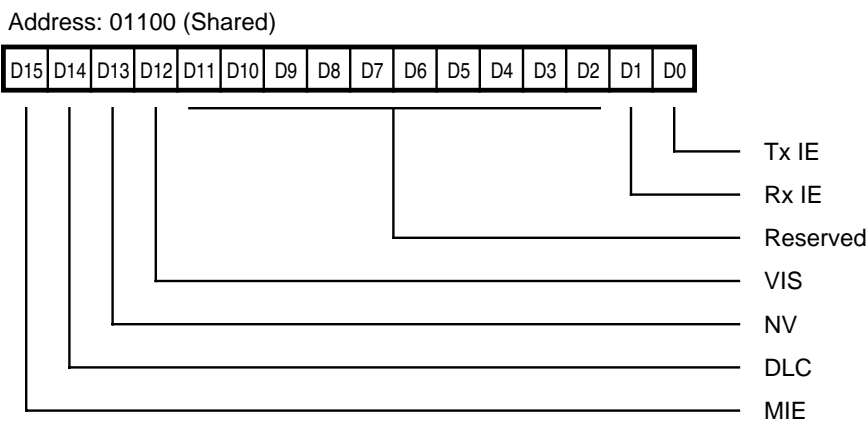 Address: 01100 (Shared)
D15 D14 D13 D12 D11 D10 D9 D8 D7 D6 D5 D4 D3 D2 D1 D0
Tx IE
Rx IE
Reserved
VIS
NV
DLC
MIE